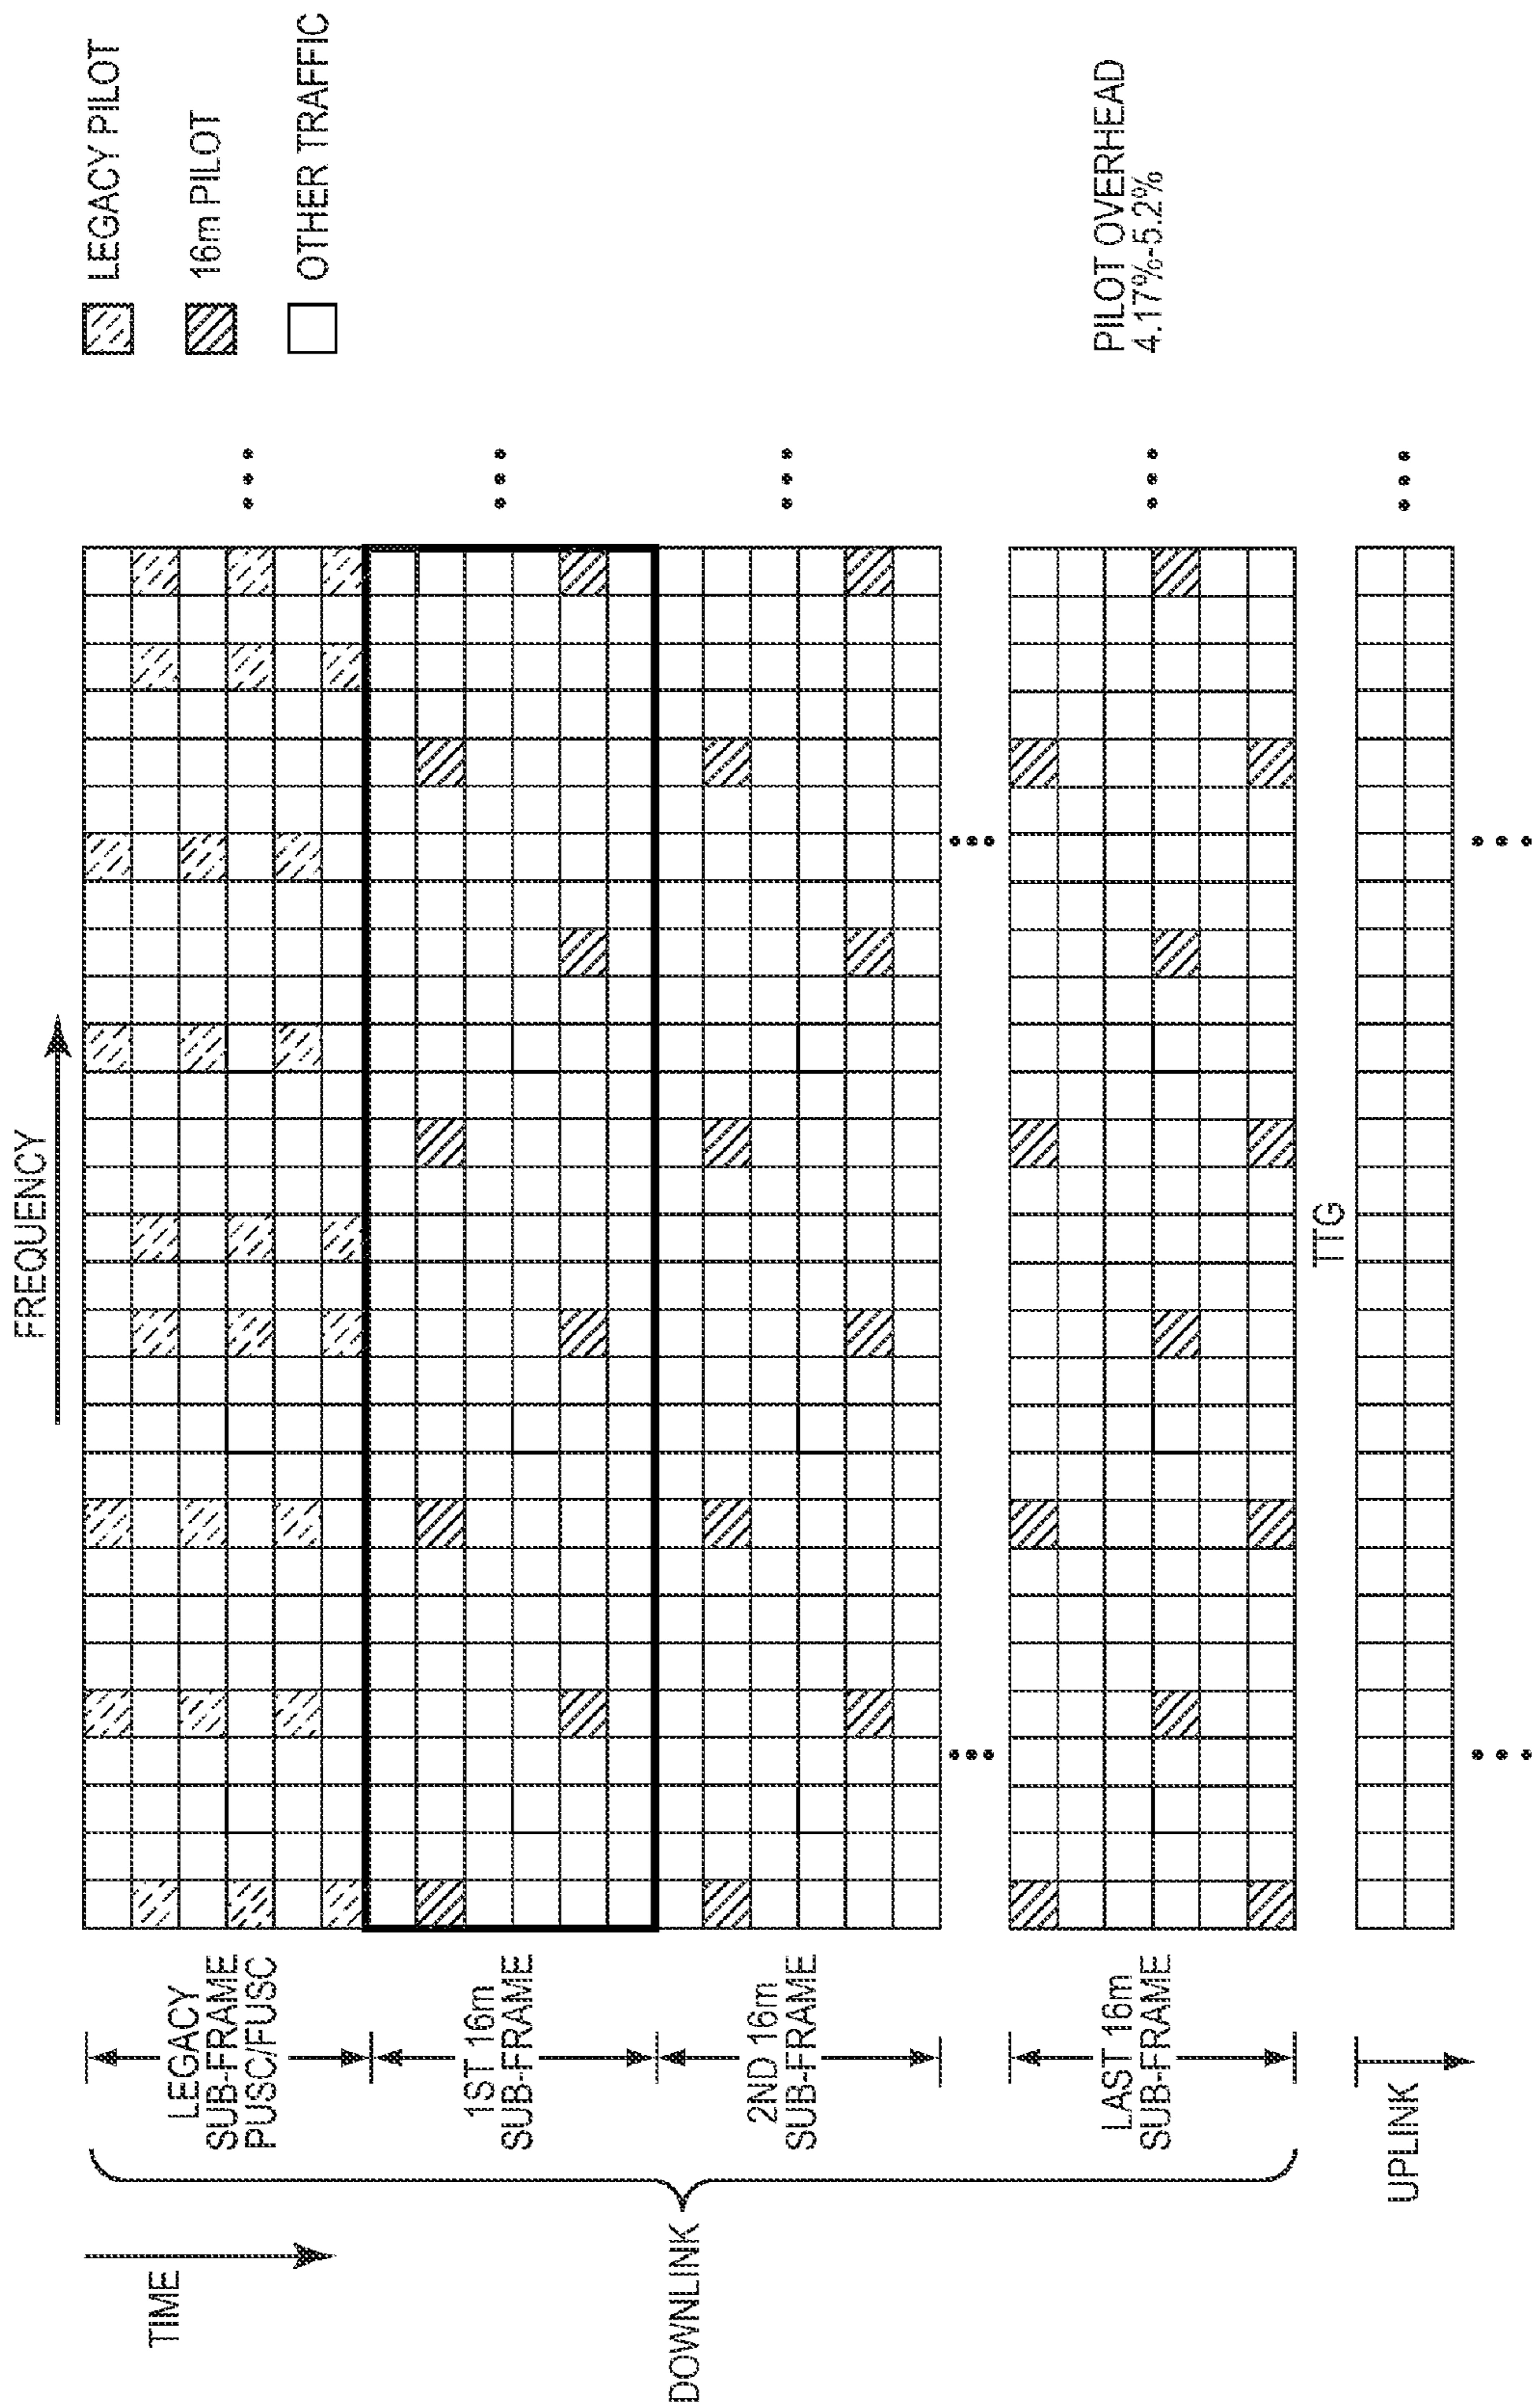 FREQUENCY
TIME
DOWNLINK
LEGACY
SUB-FRAME
PUSC/FUSC
1ST 16m
SUB-FRAME
2ND 16m
SUB-FRAME
LAST 16m
SUB-FRAME
TTG
UPLINK
LEGACY PILOT
16m PILOT
OTHER TRAFFIC
PILOT OVERHEAD
4.17%-5.2%